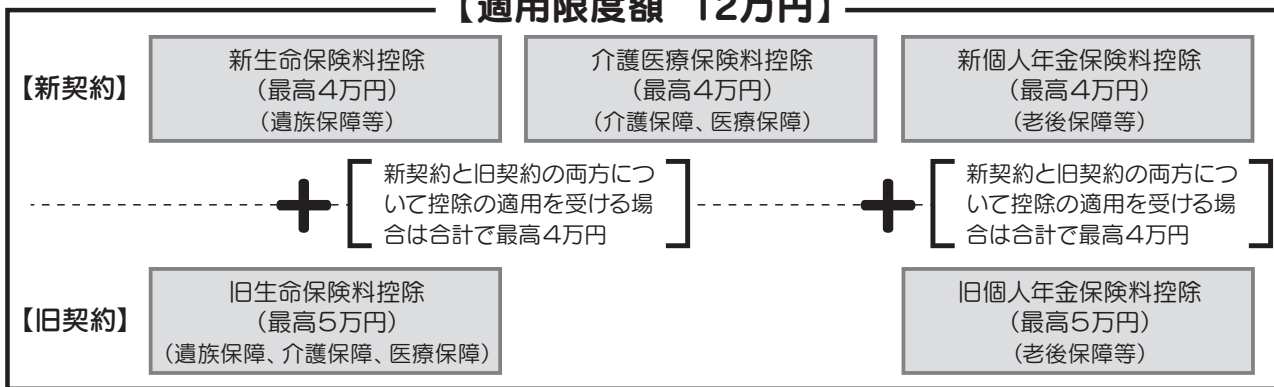 【適用限度額 12万円】
【新契約】
新生命保険料控除
(最高4万円)
(遺族保障等)
介護医療保険料控除
(最高4万円)
(介護保障、医療保障)
新個人年金保険料控除
(最高4万円)
(老後保障等)
新契約と旧契約の両方につ
いて控除の適用を受ける場
合は合計で最高4万円
新契約と旧契約の両方につ
いて控除の適用を受ける場
合は合計で最高4万円
【旧契約】
旧生命保険料控除
(最高5万円)
(遺族保障、介護保障、医療保障)
旧個人年金保険料控除
(最高5万円)
(老後保障等)